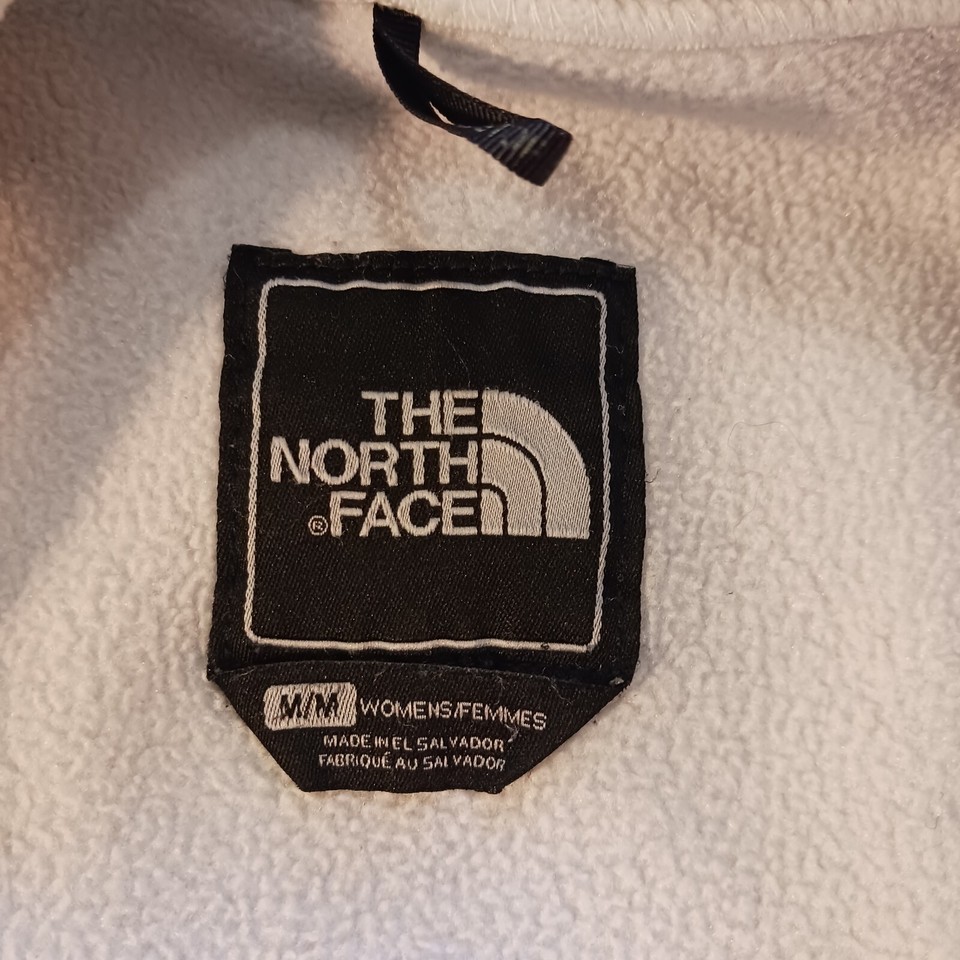 THE
NORTH
®FACE
M/M WOMENS/FEMMES
MADE IN EL SALVADOR
FABRIQUÉ AU SALVADOR